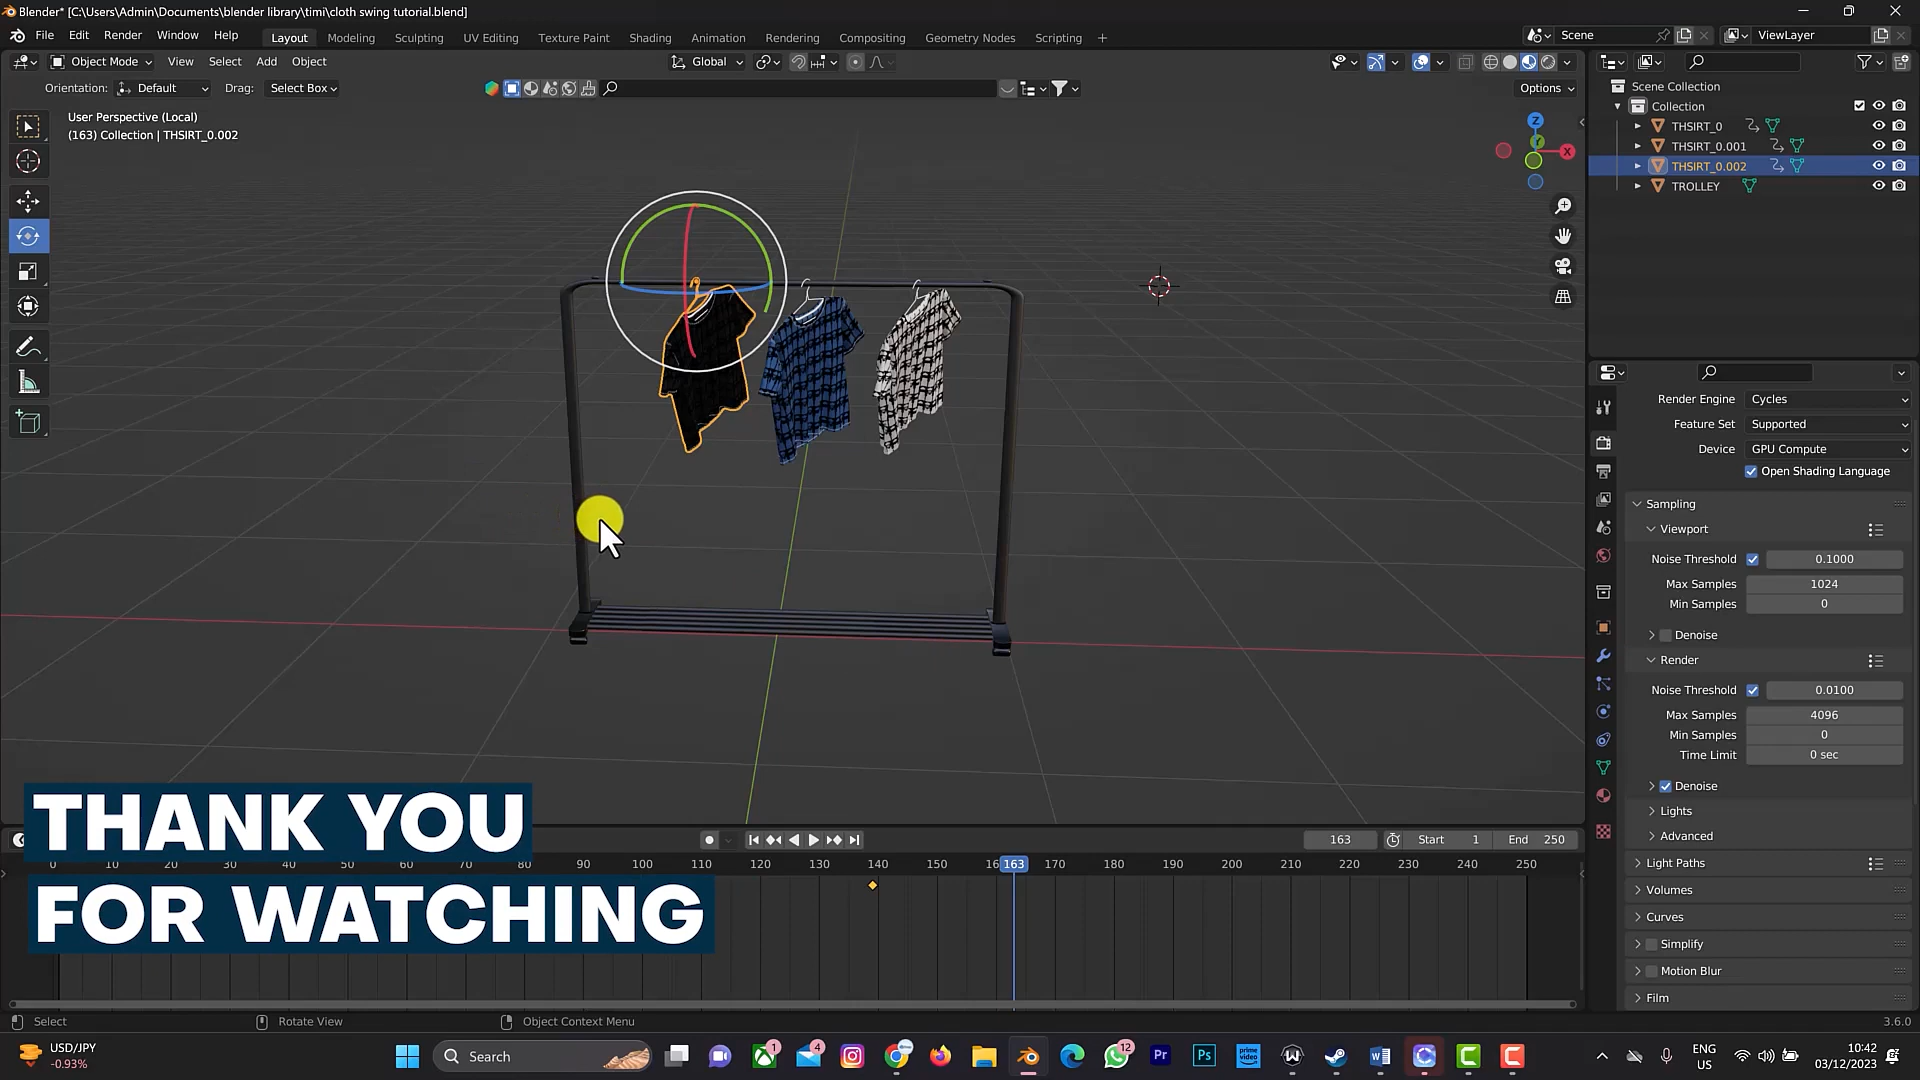 Blender* [C:\Users\Admin\Documents\blender library\timi\cloth swing tutorial.blend]
File Edit Render Window Help Layout Modeling Sculpting UV Editing Texture Paint Shading Animation Rendering Compositing Geometry Nodes Scripting + Scene ViewLayer
Object Mode View Select Add Object Global
Orientation: Default Drag: Select Box Options
User Perspective (Local)
(163) Collection | THSIRT_0.002
Z
Y
X
Scene Collection
Collection
THSIRT_0
THSIRT_0.001
THSIRT_0.002
TROLLEY
Render Engine Cycles
Feature Set Supported
Device GPU Compute
Open Shading Language
Sampling
Viewport
Noise Threshold 0.1000
Max Samples 1024
Min Samples 0
Denoise
Render
Noise Threshold 0.0100
Max Samples 4096
Min Samples 0
Time Limit 0 sec
Denoise
Lights
Advanced
Light Paths
Volumes
Curves
Simplify
Motion Blur
Film
THANK YOU
FOR WATCHING
163 Start 1 End 250
0 10 20 30 40 50 60 70 80 90 100 110 120 130 140 150 163 170 180 190 200 210 220 230 240 250
Select Rotate View Object Context Menu 3.6.0
USD/JPY
-0.93%
Search
1
4
12
Pr
Ps
prime video
ENG
US
10:42
03/12/2023